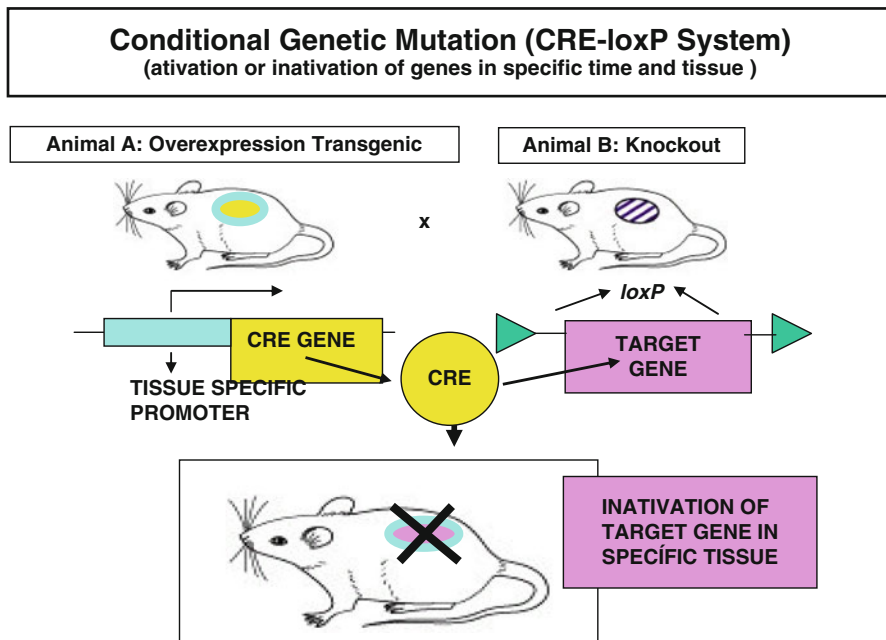 Conditional Genetic Mutation (CRE-loxP System)
(ativation or inativation of genes in specific time and tissue )
Animal A: Overexpression Transgenic
Animal B: Knockout
x
loxP
CRE GENE
TISSUE SPECIFIC
PROMOTER
CRE
TARGET
GENE
INATIVATION OF
TARGET GENE IN
SPECÍFIC TISSUE